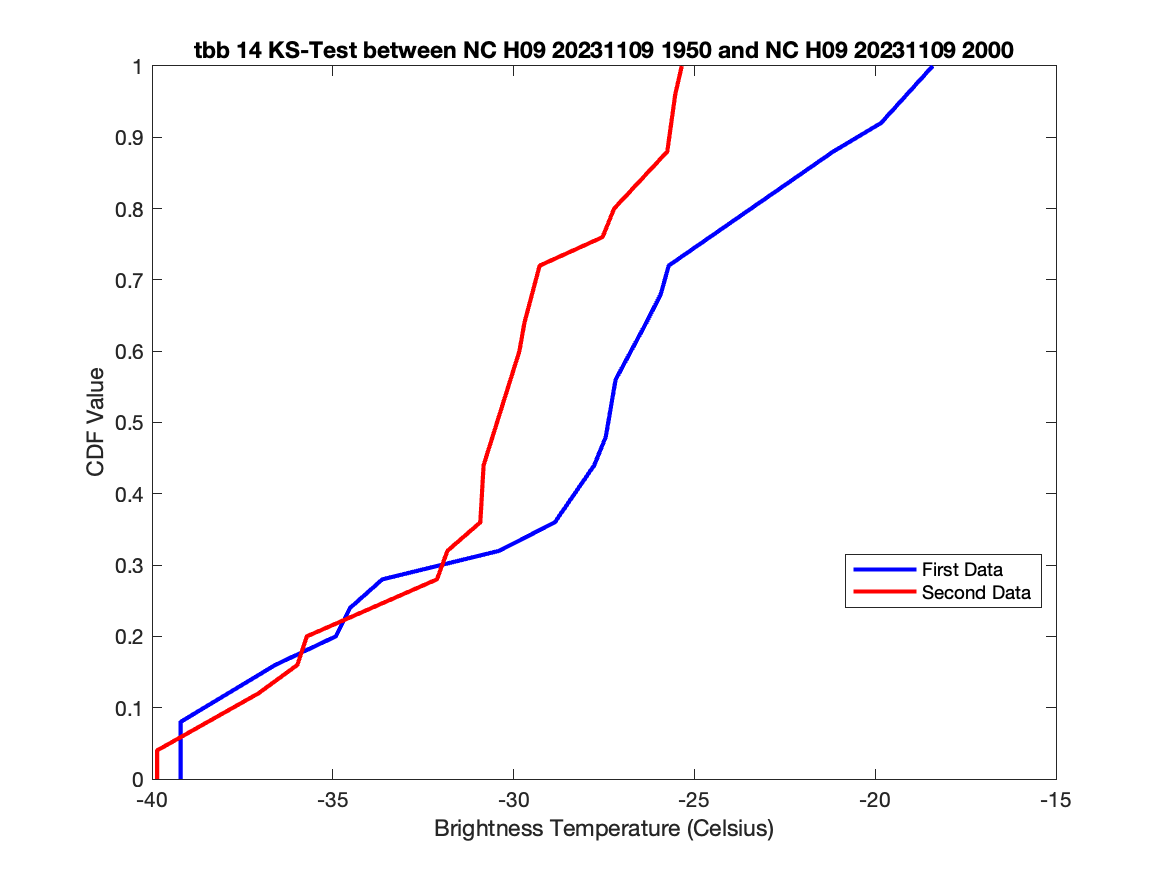 tbb 14 KS-Test between NC H09 20231109 1950 and NC H09 20231109 2000
1
0.9
0.8
0.7
0.6
0.5
0.4
0.3
0.2
0.1
0
CDF Value
First Data
Second Data
-40 -35 -30 -25 -20 -15
Brightness Temperature (Celsius)